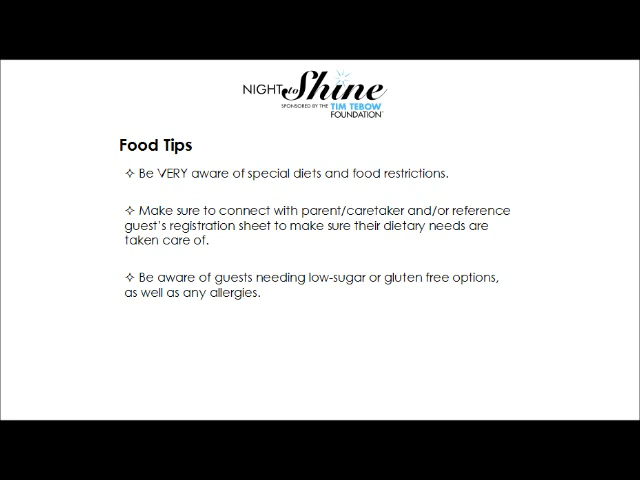 NIGHT to Shine
SPONSORED BY THE TIM TEBOW
FOUNDATION
Food Tips
✧ Be VERY aware of special diets and food restrictions.
✧ Make sure to connect with parent/caretaker and/or reference
guest's registration sheet to make sure their dietary needs are
taken care of.
✧ Be aware of guests needing low-sugar or gluten free options,
as well as any allergies.